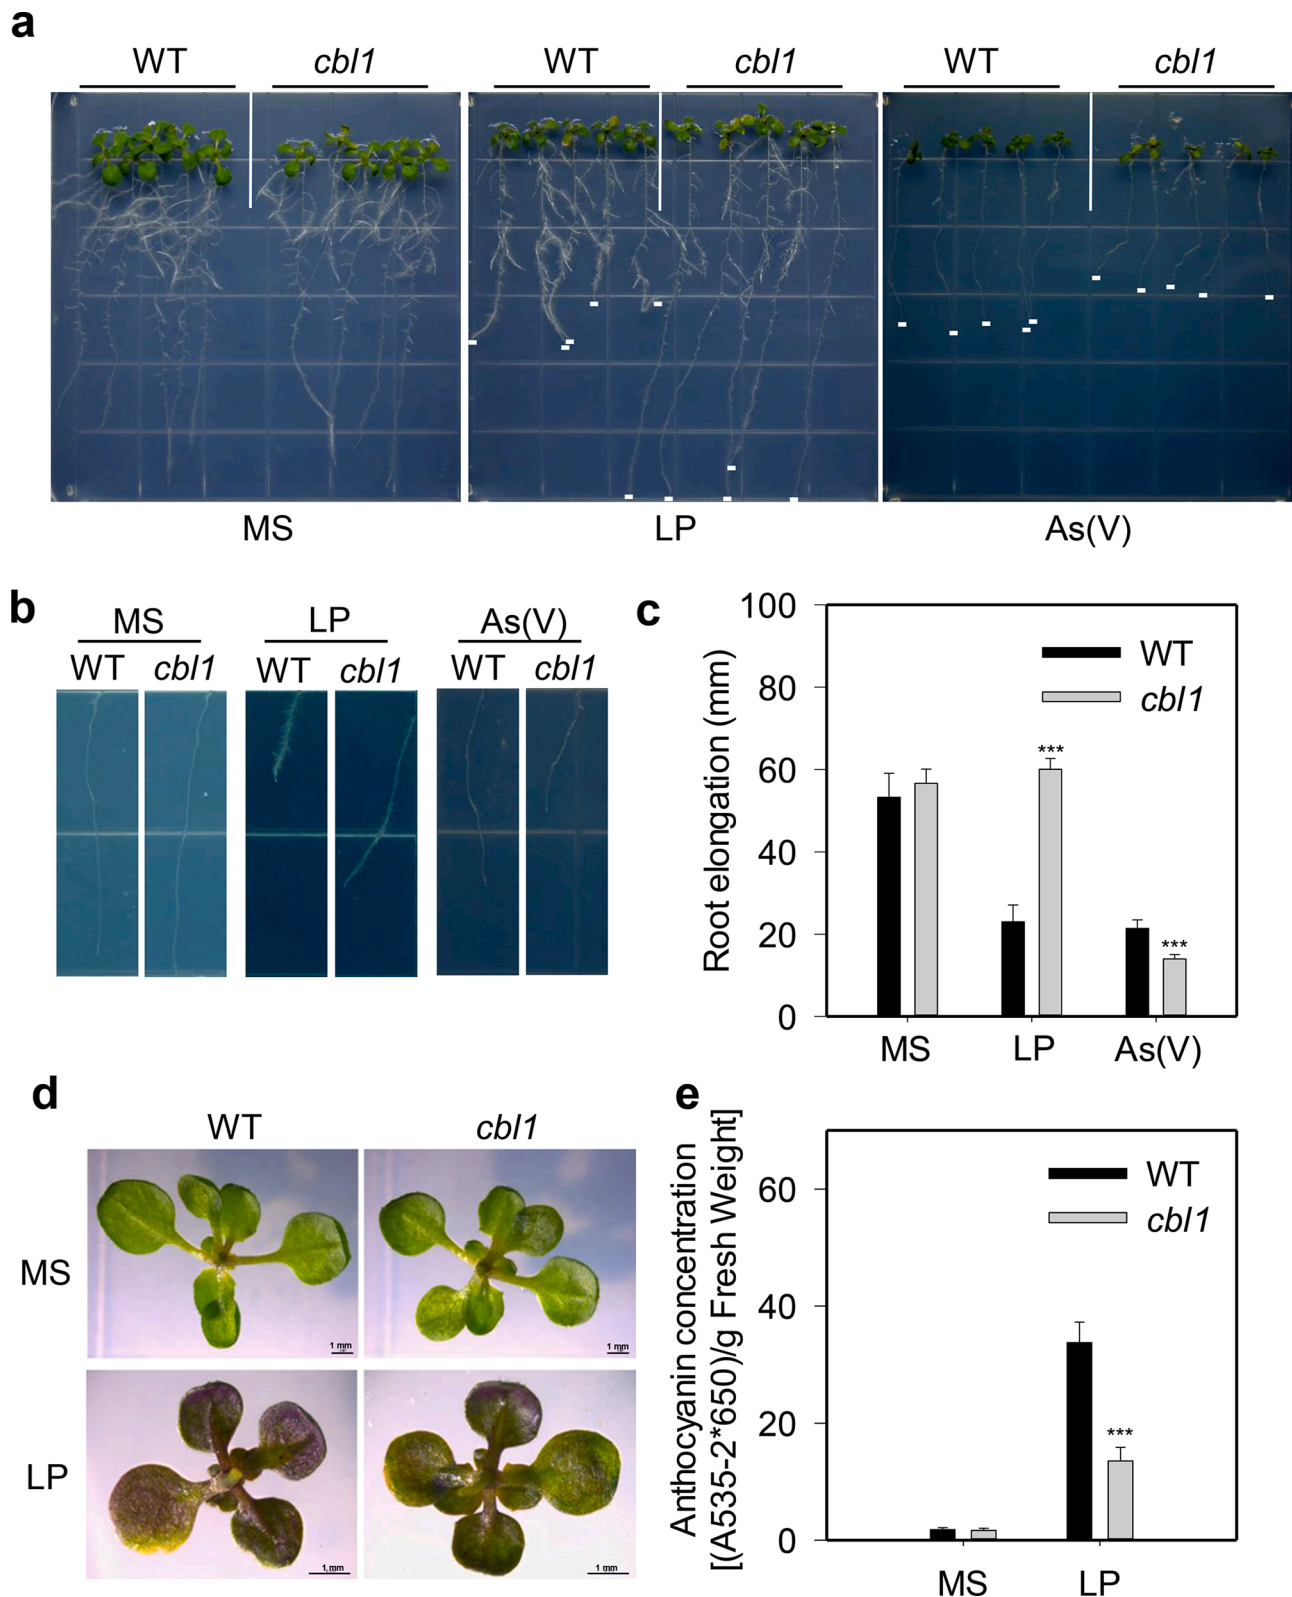 a
WT cbl1 WT cbl1 WT cbl1
MS LP As(V)
b
MS LP As(V)
WT cbl1 WT cbl1 WT cbl1
c
100
80
60
40
20
0
Root elongation (mm)
WT
cbl1
***
***
MS LP As(V)
d
WT cbl1
MS
1 mm 1 mm
LP
1 mm 1 mm
e
Anthocyanin concentration
[(A535-2*650)/g Fresh Weight]
60
40
20
0
WT
cbl1
***
MS LP